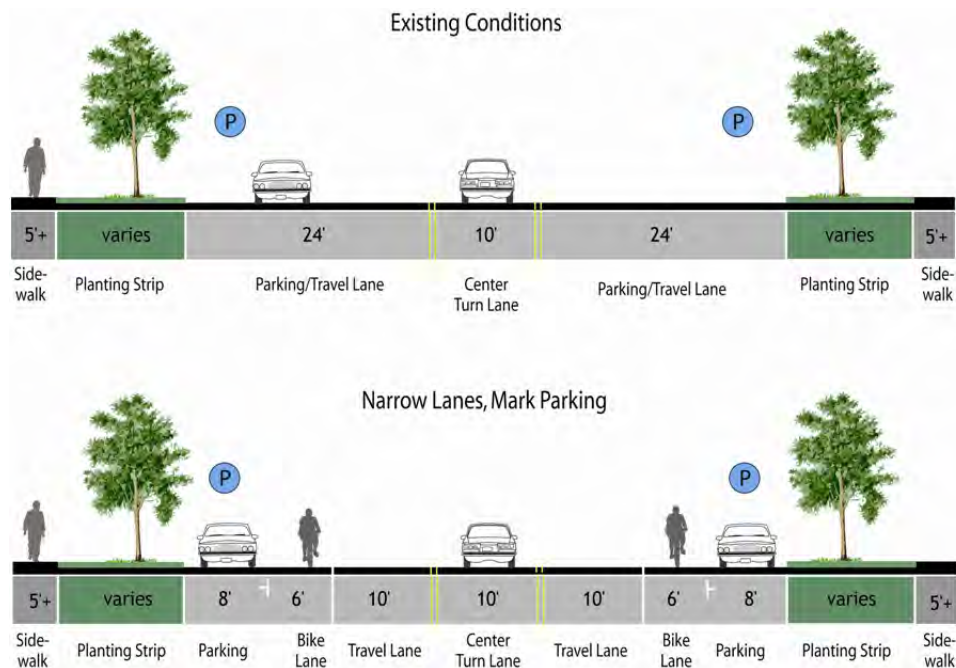 Existing Conditions
P P
5'+ varies 24' 10' 24' varies 5'+
Side-
walk
Planting Strip
Parking/Travel Lane
Center
Turn Lane
Parking/Travel Lane
Planting Strip
Side-
walk
Narrow Lanes, Mark Parking
P P
5'+ varies 8' 6' 10' 10' 10' 6' 8' varies 5'+
Side-
walk
Planting Strip
Parking
Bike
Lane
Travel Lane
Center
Turn Lane
Travel Lane
Bike
Lane
Parking
Planting Strip
Side-
walk